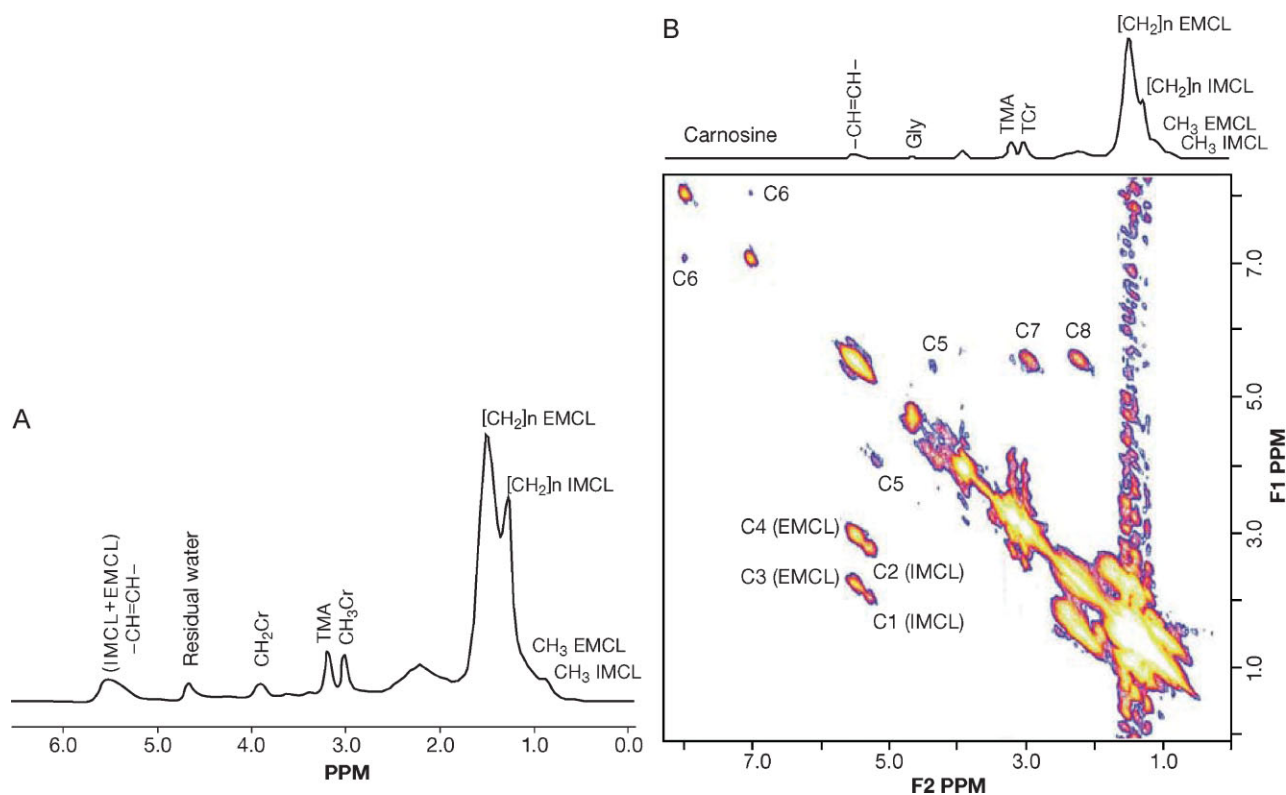 A
[CH2]n EMCL
[CH2]n IMCL
(IMCL+EMCL)
–CH=CH–
Residual water
CH2Cr
TMA
CH3Cr
CH3 EMCL
CH3 IMCL
6.0 5.0 4.0 3.0 2.0 1.0 0.0
PPM
B
[CH2]n EMCL
[CH2]n IMCL
Carnosine
–CH=CH–
Gly
TMA
TCr
CH3 EMCL
CH3 IMCL
C6
C6
C5
C7
C8
C5
C4 (EMCL)
C2 (IMCL)
C3 (EMCL)
C1 (IMCL)
7.0
5.0
3.0
1.0
F1 PPM
7.0 5.0 3.0 1.0
F2 PPM